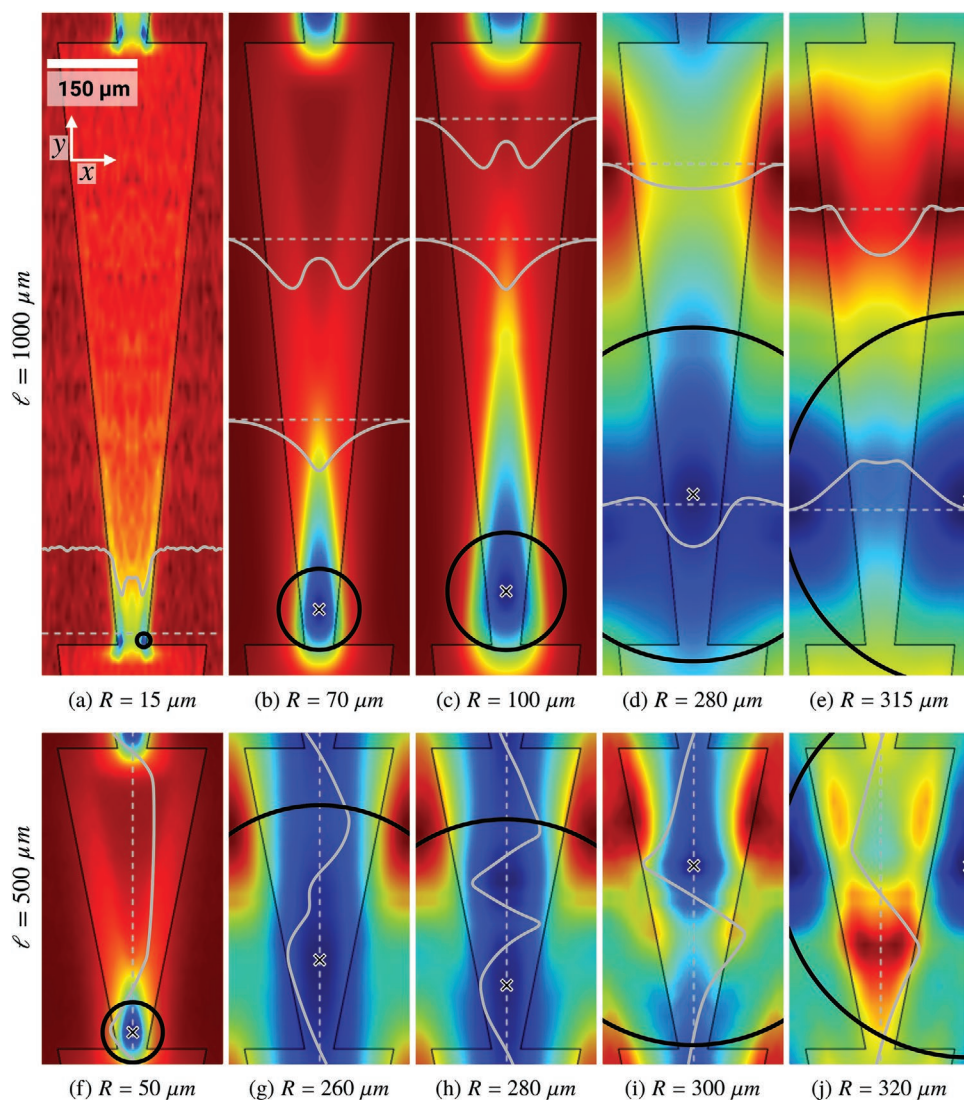 150 μm
y
x
ℓ = 1000 μm
(a) R = 15 μm
(b) R = 70 μm
(c) R = 100 μm
(d) R = 280 μm
(e) R = 315 μm
ℓ = 500 μm
(f) R = 50 μm
(g) R = 260 μm
(h) R = 280 μm
(i) R = 300 μm
(j) R = 320 μm